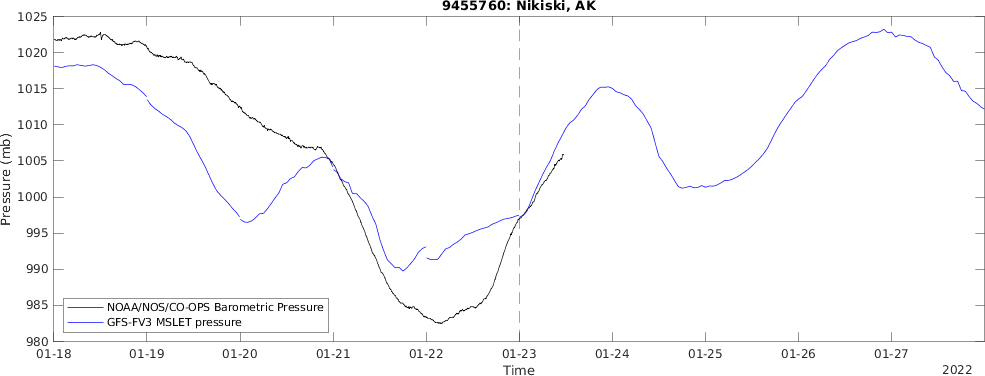 9455760: Nikiski, AK
Pressure (mb)
1025
1020
1015
1010
1005
1000
995
990
985
980
NOAA/NOS/CO-OPS Barometric Pressure
GFS-FV3 MSLET pressure
01-18 01-19 01-20 01-21 01-22 01-23 01-24 01-25 01-26 01-27
Time
2022